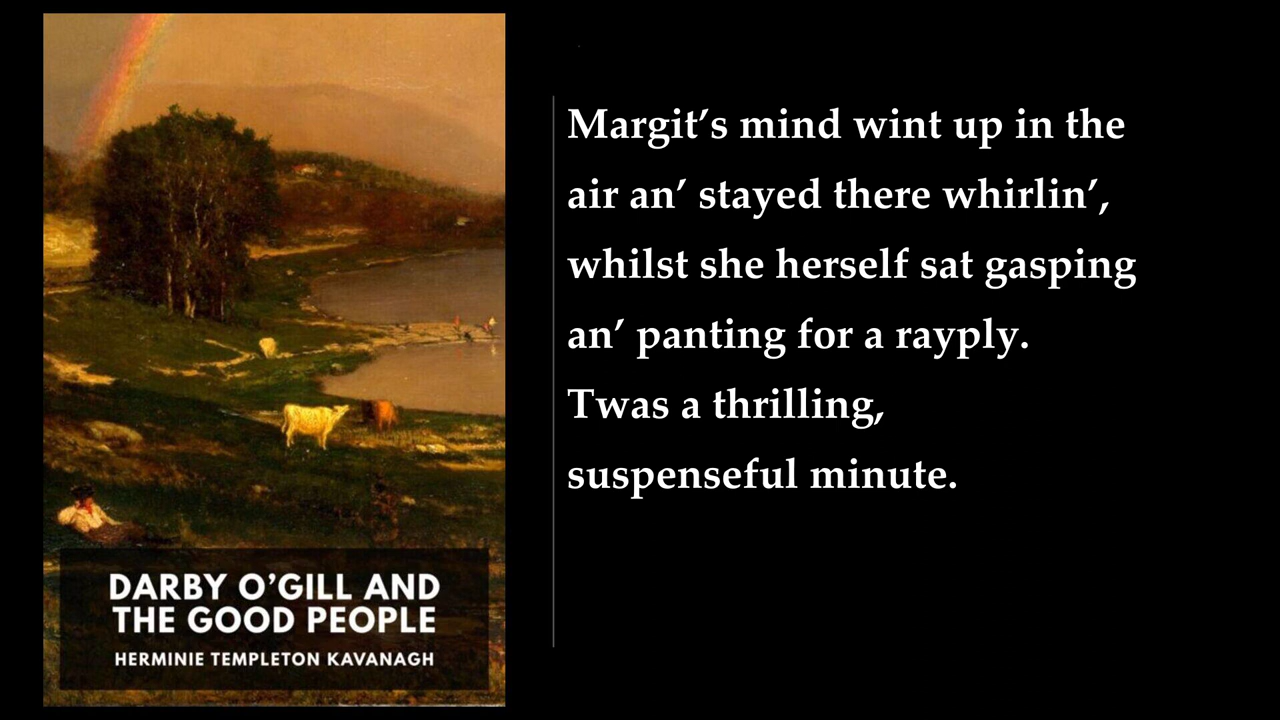 Margit’s mind wint up in the
air an’ stayed there whirlin’,
whilst she herself sat gasping
an’ panting for a rayply.
Twas a thrilling,
suspenseful minute.
DARBY O’GILL AND
THE GOOD PEOPLE
HERMINIE TEMPLETON KAVANAGH